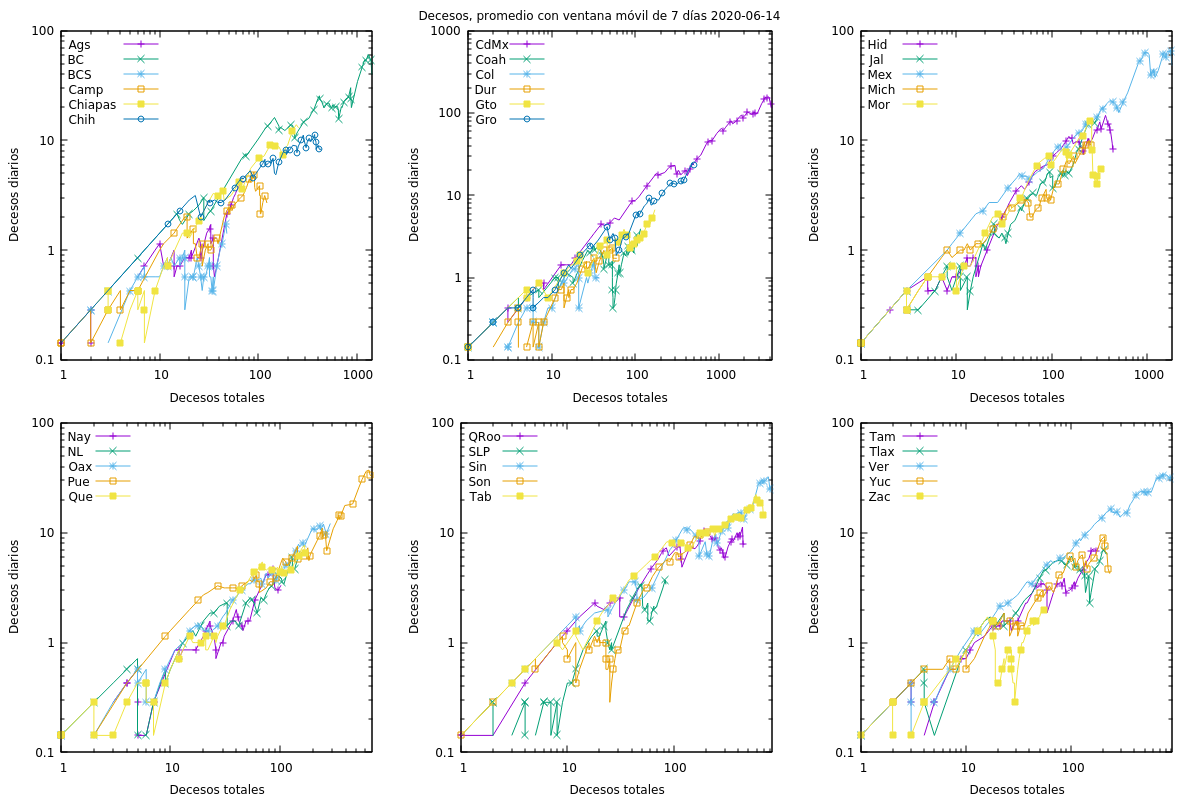 Decesos, promedio con ventana móvil de 7 días 2020-06-14
100
10
1
0.1
Decesos diarios
Ags
BC
BCS
Camp
Chiapas
Chih
1 10 100 1000
Decesos totales
1000
100
10
1
0.1
Decesos diarios
CdMx
Coah
Col
Dur
Gto
Gro
1 10 100 1000
Decesos totales
100
10
1
0.1
Decesos diarios
Hid
Jal
Mex
Mich
Mor
1 10 100 1000
Decesos totales
100
10
1
0.1
Decesos diarios
Nay
NL
Oax
Pue
Que
1 10 100
Decesos totales
100
10
1
0.1
Decesos diarios
QRoo
SLP
Sin
Son
Tab
1 10 100
Decesos totales
100
10
1
0.1
Decesos diarios
Tam
Tlax
Ver
Yuc
Zac
1 10 100
Decesos totales